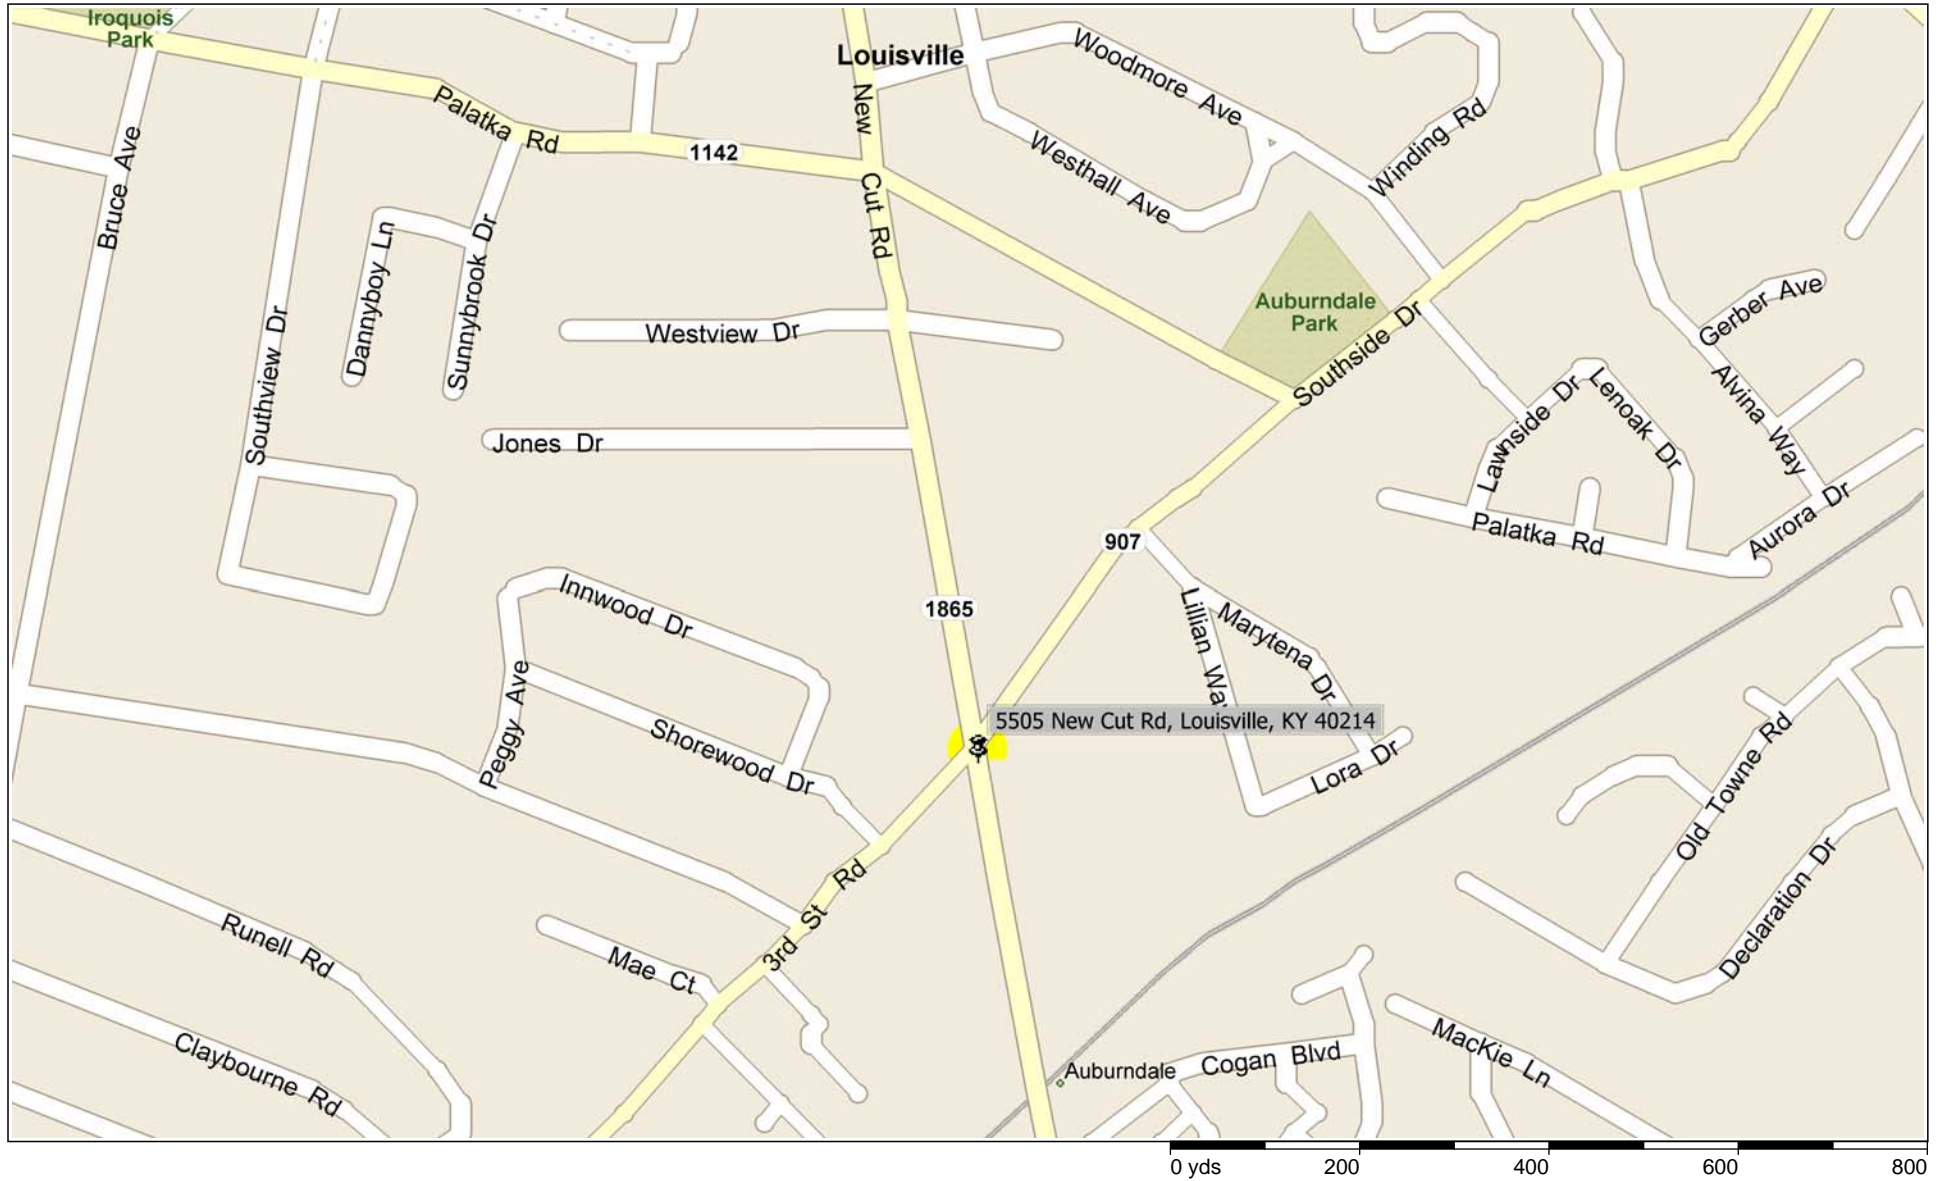 Iroquois
Park
Louisville
Woodmore Ave
New Cut Rd
Palatka Rd
1142
Winding Rd
Westhall Ave
Bruce Ave
Dannyboy Ln
Sunnybrook Dr
Southview Dr
Auburndale
Park
Southside Dr
Gerber Ave
Westview Dr
Jones Dr
Lawnside Dr
Lenoak Dr
Alvina Way
Palatka Rd
Aurora Dr
907
1865
Innwood Dr
Lillian Way
Marytena Dr
Peggy Ave
Shorewood Dr
5505 New Cut Rd, Louisville, KY 40214
Lora Dr
Old Towne Rd
Declaration Dr
3rd St Rd
Runell Rd
Mae Ct
Claybourne Rd
Auburndale
Cogan Blvd
MacKie Ln
0 yds 200 400 600 800